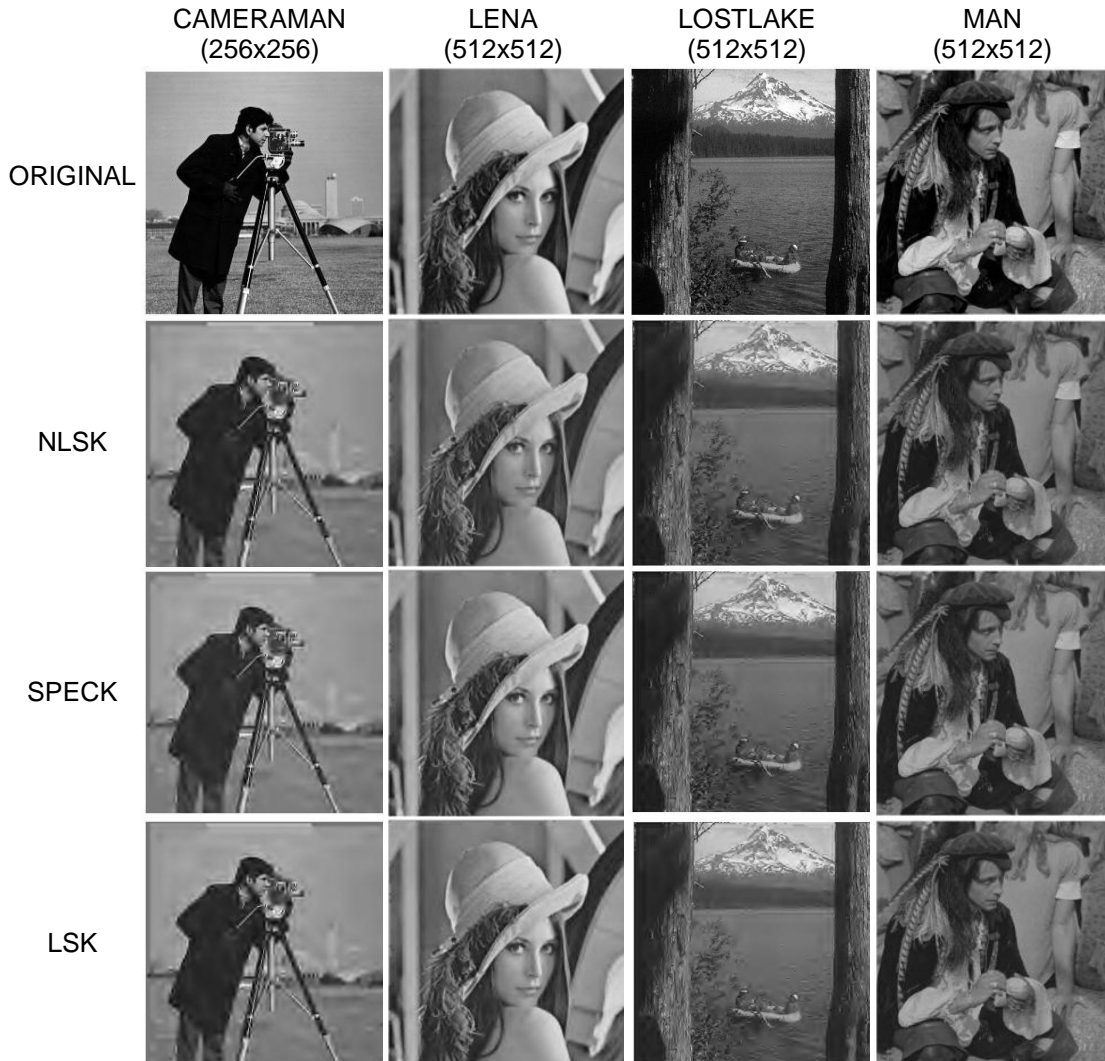 CAMERAMAN
(256x256)
LENA
(512x512)
LOSTLAKE
(512x512)
MAN
(512x512)
ORIGINAL
NLSK
SPECK
LSK